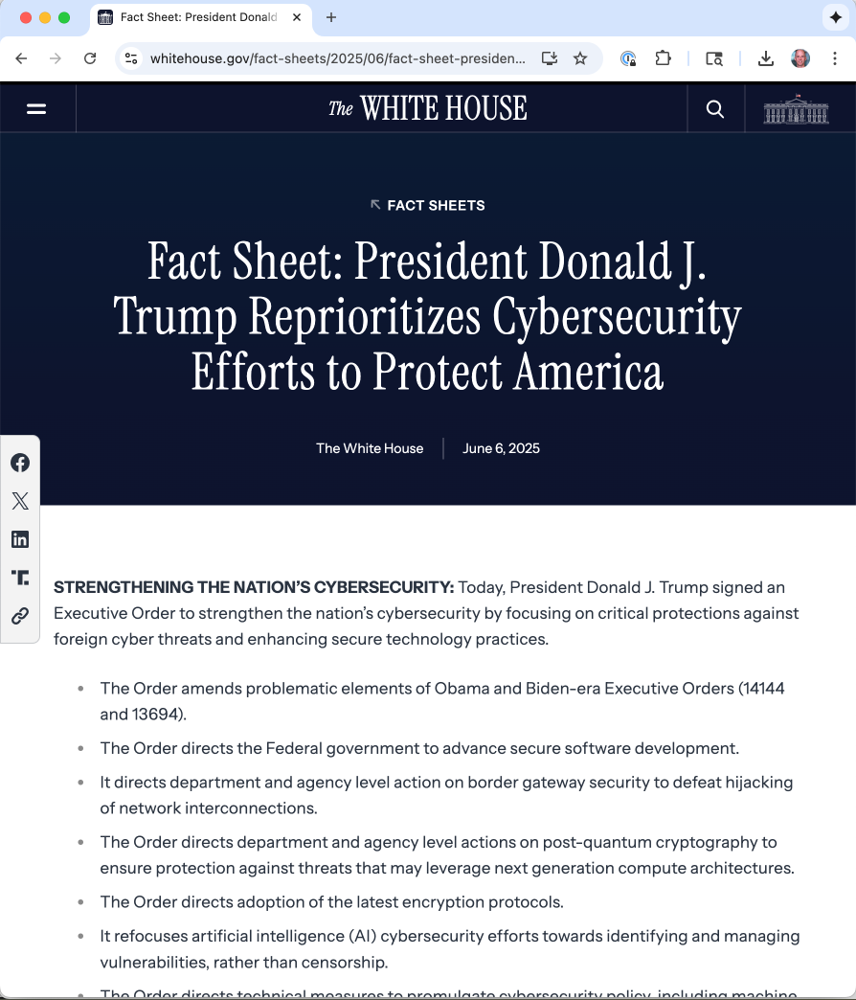 Fact Sheet: President Donald
whitehouse.gov/fact-sheets/2025/06/fact-sheet-presiden...
The WHITE HOUSE
FACT SHEETS
Fact Sheet: President Donald J.
Trump Reprioritizes Cybersecurity
Efforts to Protect America
The White House
June 6, 2025
STRENGTHENING THE NATION’S CYBERSECURITY: Today, President Donald J. Trump signed an
Executive Order to strengthen the nation’s cybersecurity by focusing on critical protections against
foreign cyber threats and enhancing secure technology practices.
The Order amends problematic elements of Obama and Biden-era Executive Orders (14144
and 13694).
The Order directs the Federal government to advance secure software development.
It directs department and agency level action on border gateway security to defeat hijacking
of network interconnections.
The Order directs department and agency level actions on post-quantum cryptography to
ensure protection against threats that may leverage next generation compute architectures.
The Order directs adoption of the latest encryption protocols.
It refocuses artificial intelligence (AI) cybersecurity efforts towards identifying and managing
vulnerabilities, rather than censorship.
The Order directs technical measures to promulgate cybersecurity policy, including machine